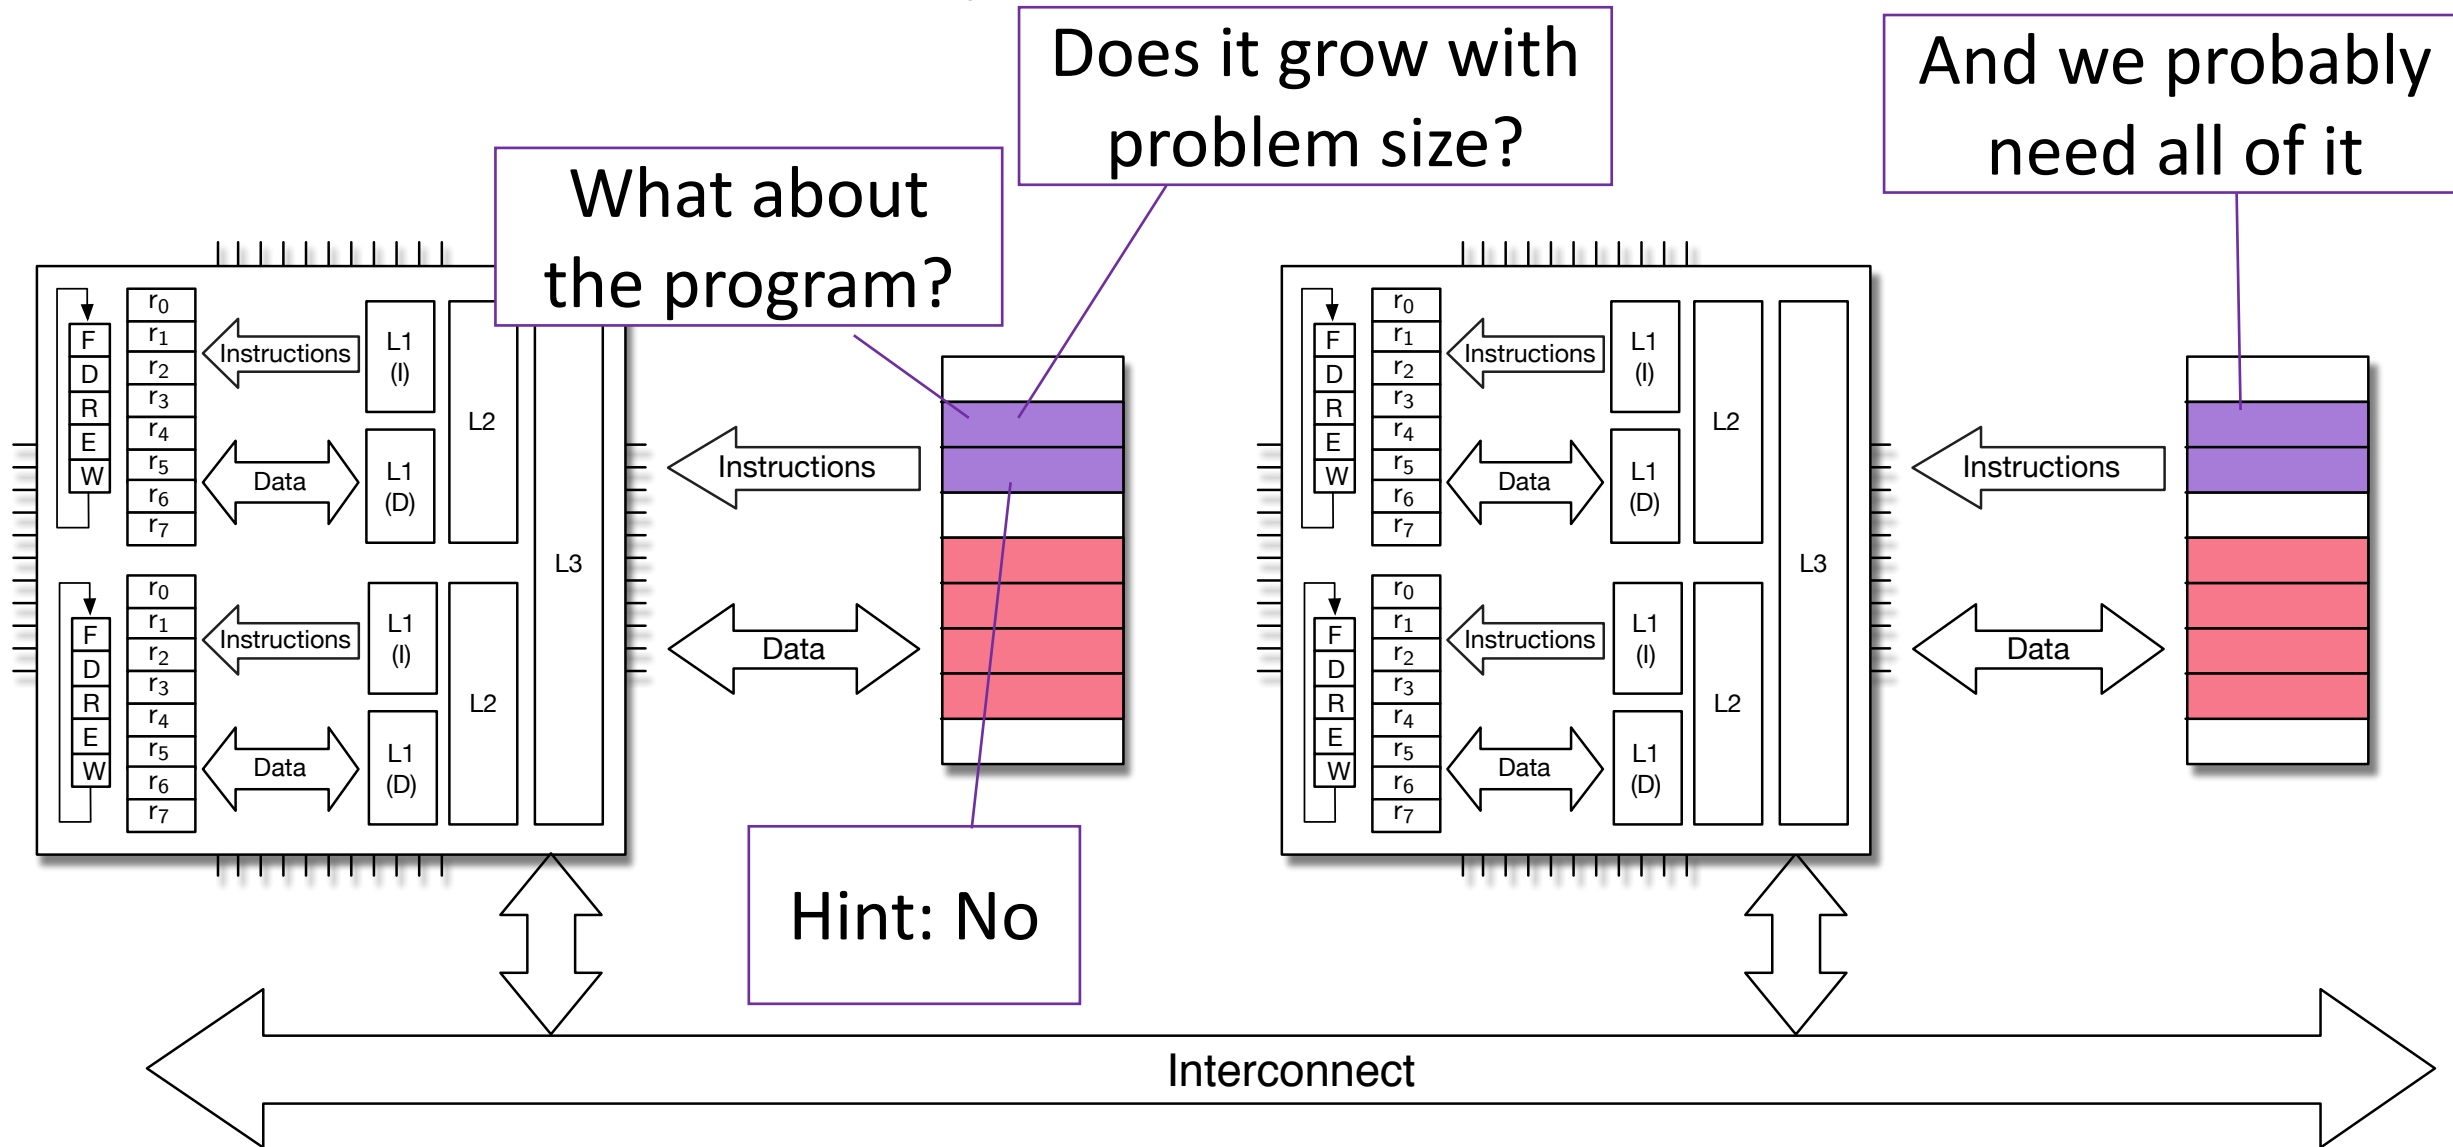 Does it grow with
problem size?
And we probably
need all of it
What about
the program?
r0
r1
r2
r3
r4
r5
r6
r7
F
D
R
E
W
Instructions
Data
L1
(I)
L1
(D)
L2
r0
r1
r2
r3
r4
r5
r6
r7
F
D
R
E
W
Instructions
Data
L1
(I)
L1
(D)
L2
L3
Instructions
Data
Hint: No
r0
r1
r2
r3
r4
r5
r6
r7
F
D
R
E
W
Instructions
Data
L1
(I)
L1
(D)
L2
r0
r1
r2
r3
r4
r5
r6
r7
F
D
R
E
W
Instructions
Data
L1
(I)
L1
(D)
L2
L3
Instructions
Data
Interconnect